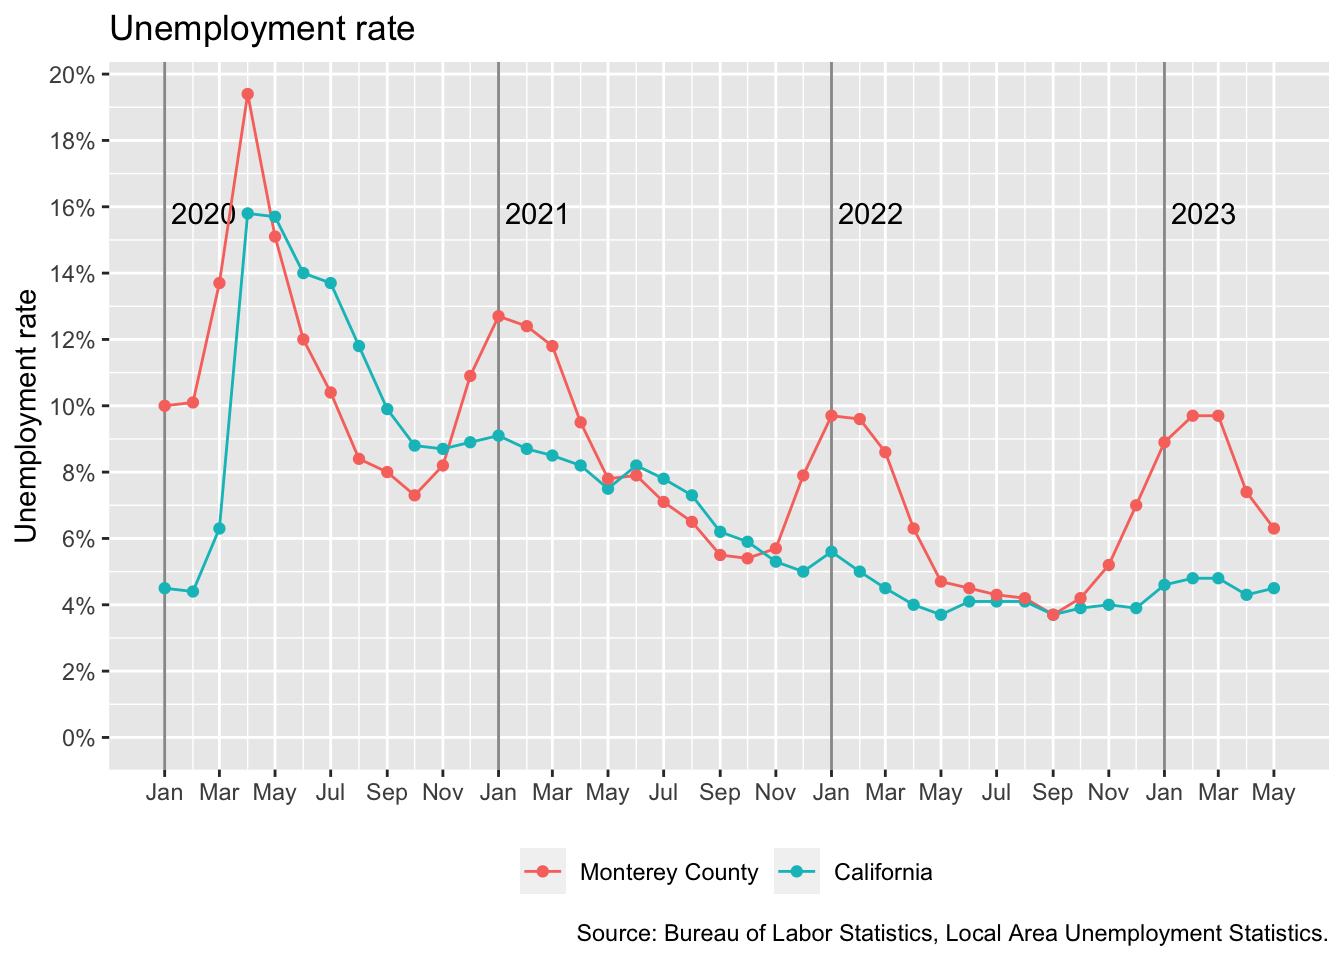 Unemployment rate
20%
18%
16%
14%
12%
10%
8%
6%
4%
2%
0%
Unemployment rate
2020 2021 2022 2023
Jan Mar May Jul Sep Nov Jan Mar May Jul Sep Nov Jan Mar May Jul Sep Nov Jan Mar May
Monterey County California
Source: Bureau of Labor Statistics, Local Area Unemployment Statistics.